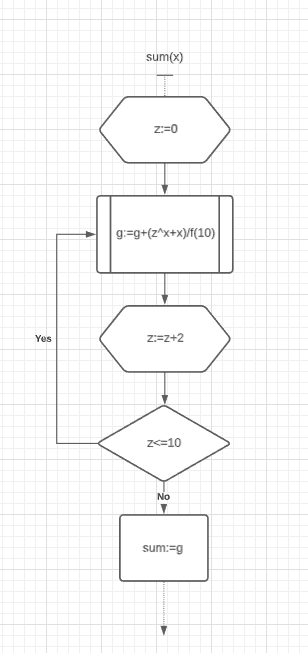 sum(x)
z:=0
g:=g+(z^x+x)/f(10)
z:=z+2
Yes
z<=10
No
sum:=g